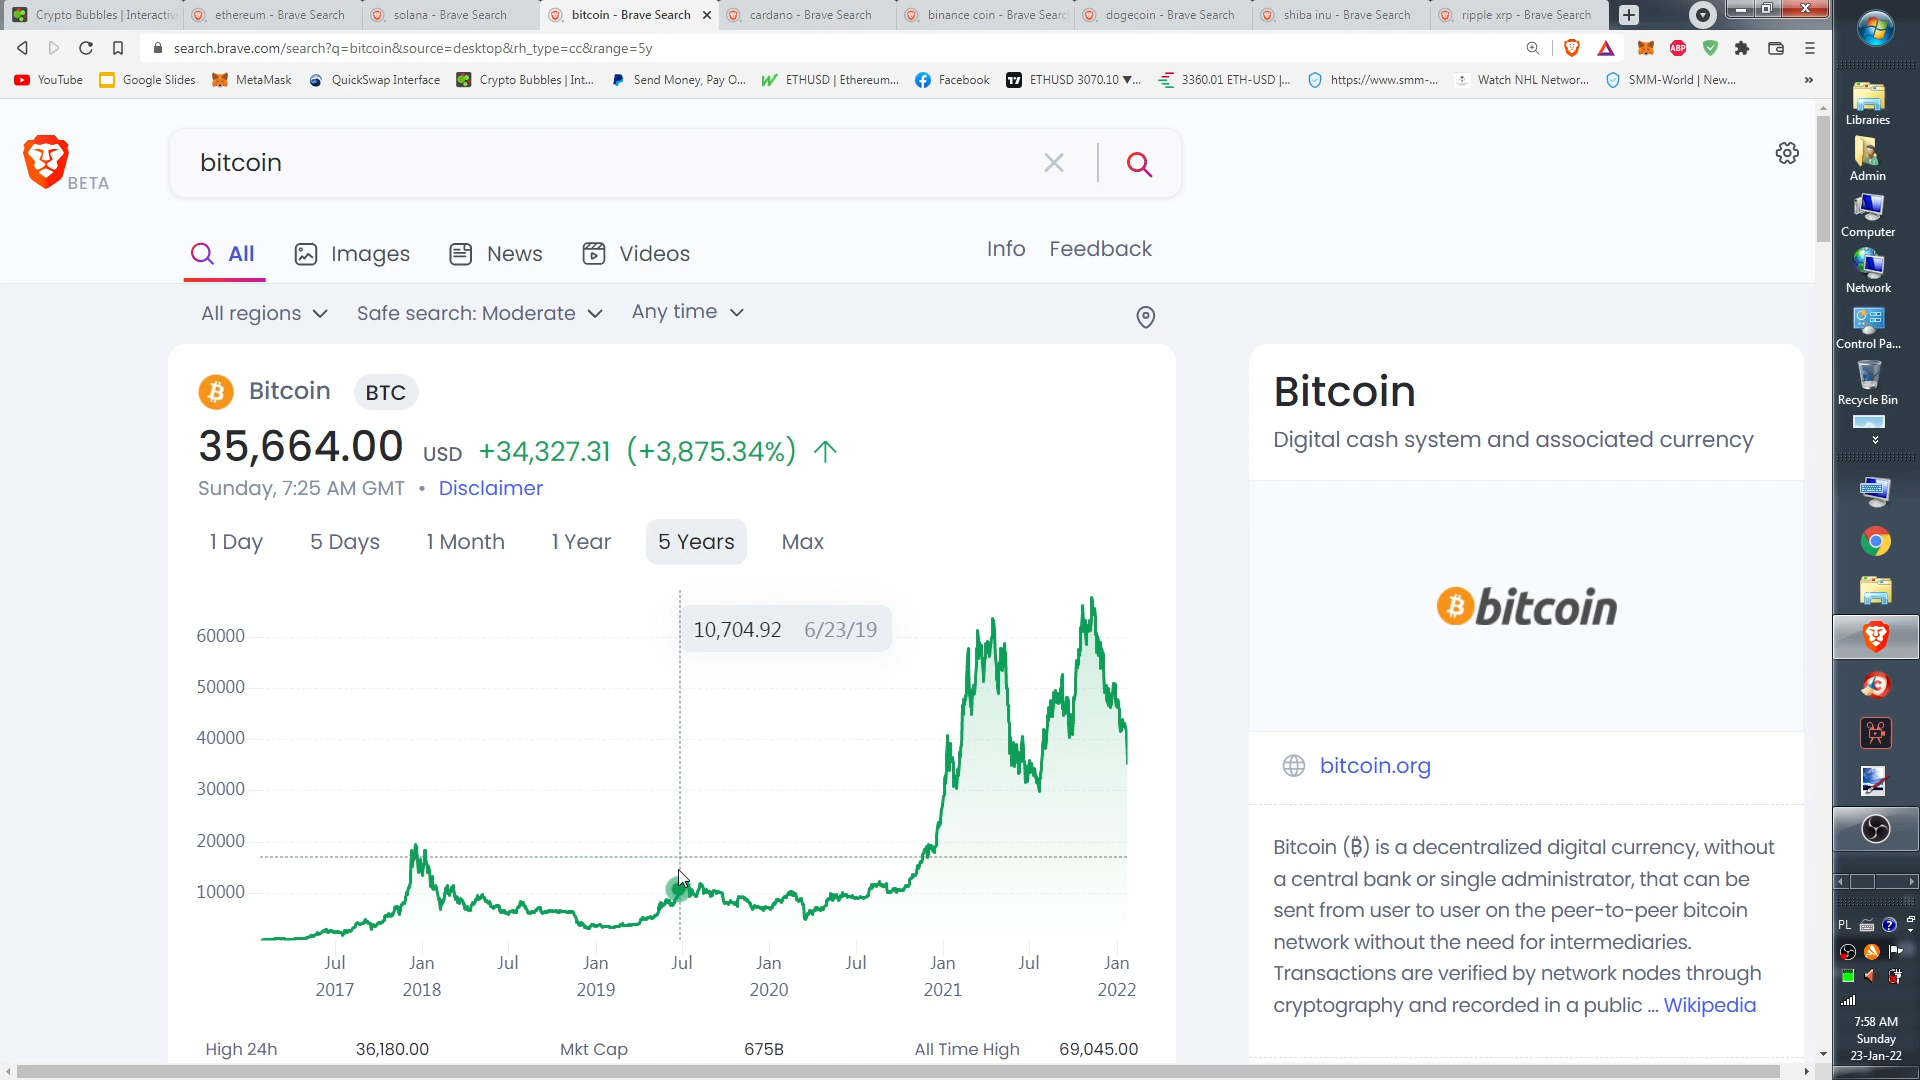 Crypto Bubbles | Interactiv
ethereum - Brave Search
solana - Brave Search
bitcoin - Brave Search
cardano - Brave Search
binance coin - Brave Searc
dogecoin - Brave Search
shiba inu - Brave Search
ripple xrp - Brave Search
search.brave.com/search?q=bitcoin&source=desktop&rh_type=cc&range=5y
ABP
YouTube
Google Slides
MetaMask
QuickSwap Interface
Crypto Bubbles | Int...
Send Money, Pay O...
ETHUSD | Ethereum...
Facebook
ETHUSD 3070.10 ▼...
3360.01 ETH-USD |...
https://www.smm-...
Watch NHL Networ...
SMM-World | New...
»
BETA
bitcoin
All
Images
News
Videos
Info
Feedback
All regions
Safe search: Moderate
Any time
Bitcoin BTC
35,664.00 USD +34,327.31 (+3,875.34%) ↑
Sunday, 7:25 AM GMT • Disclaimer
1 Day
5 Days
1 Month
1 Year
5 Years
Max
10,704.92 6/23/19
60000
50000
40000
30000
20000
10000
Jul
Jan
Jul
Jan
Jul
Jan
Jul
Jan
Jul
Jan
2017
2018
2019
2020
2021
2022
High 24h 36,180.00
Mkt Cap 675B
All Time High 69,045.00
Bitcoin
Digital cash system and associated currency
bitcoin
bitcoin.org
Bitcoin (₿) is a decentralized digital currency, without
a central bank or single administrator, that can be
sent from user to user on the peer-to-peer bitcoin
network without the need for intermediaries.
Transactions are verified by network nodes through
cryptography and recorded in a public ... Wikipedia
Libraries
Admin
Computer
Network
Control Pa...
Recycle Bin
PL
7:58 AM
Sunday
23-Jan-22